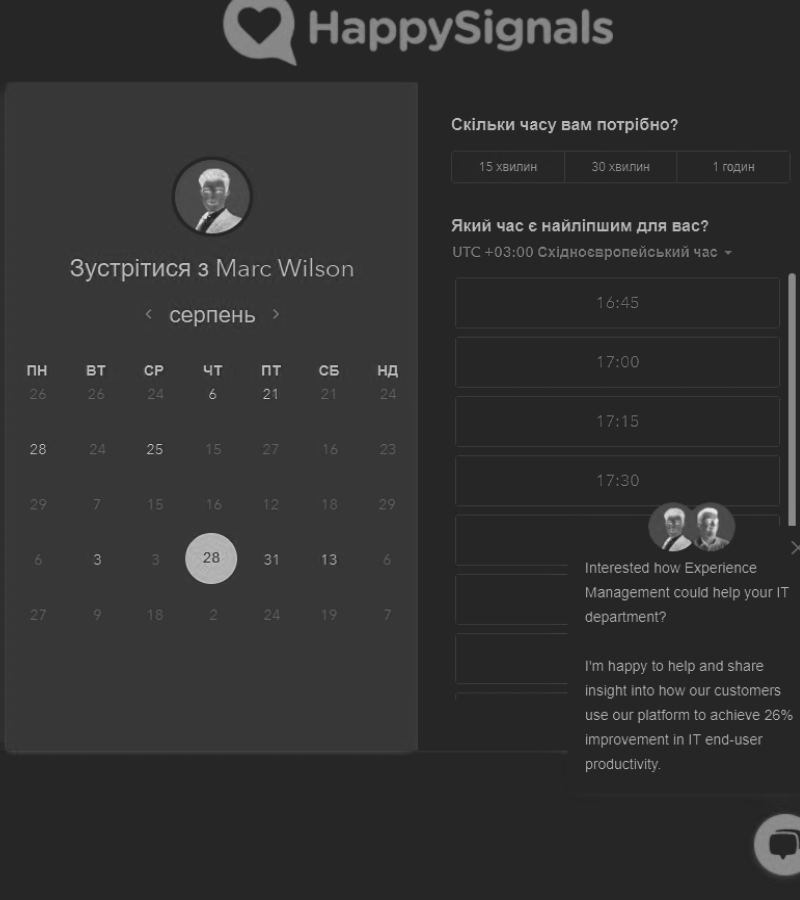 HappySignals
Зустрітися з Marc Wilson
серпень
ПН ВТ СР ЧТ ПТ СБ НД
26 26 24 6 21 21 24
28 24 25 15 27 16 23
29 7 15 16 12 18 29
6 3 3 28 31 13 6
27 9 18 2 24 19 7
Скільки часу вам потрібно?
15 хвилин 30 хвилин 1 годин
Який час є найліпшим для вас?
UTC +03:00 Східноєвропейський час
16:45
17:00
17:15
17:30
Interested how Experience
Management could help your IT
department?
I'm happy to help and share
insight into how our customers
use our platform to achieve 26%
improvement in IT end-user
productivity.